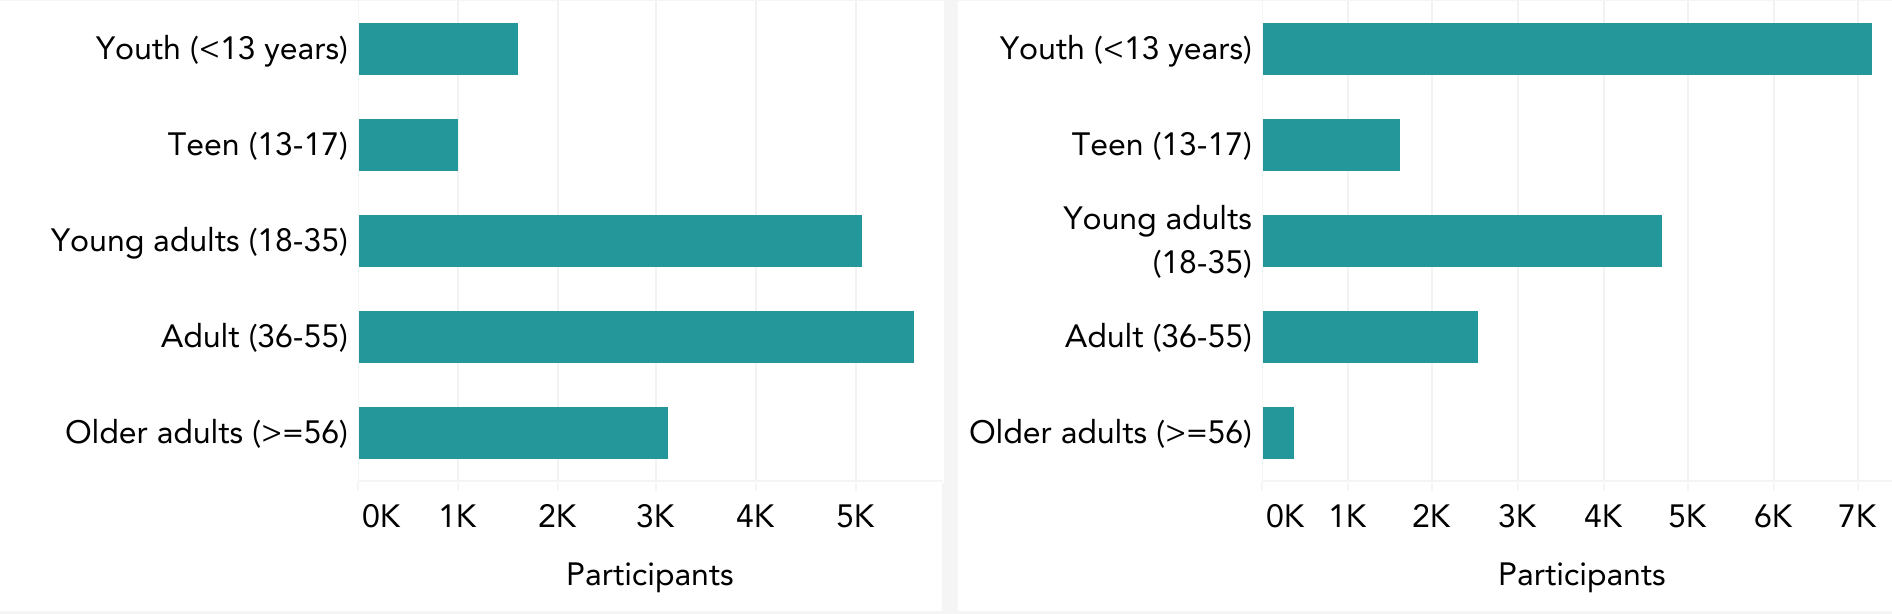 Youth (<13 years)
Teen (13-17)
Young adults (18-35)
Adult (36-55)
Older adults (>=56)
0K 1K 2K 3K 4K 5K
Participants
Youth (<13 years)
Teen (13-17)
Young adults
(18-35)
Adult (36-55)
Older adults (>=56)
0K 1K 2K 3K 4K 5K 6K 7K
Participants